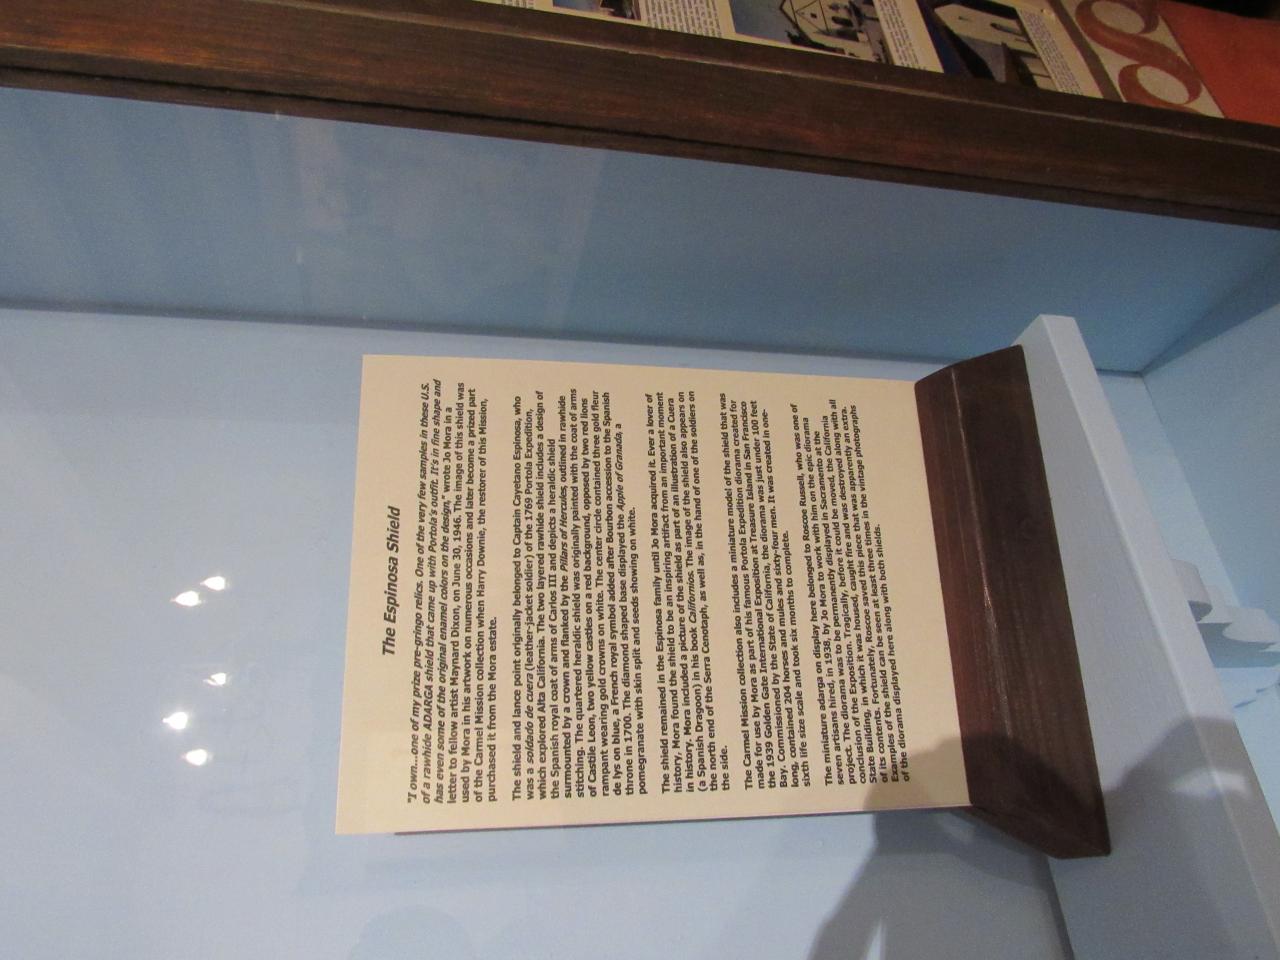 The Espinosa Shield
"I own...one of my prize pre-gringo relics. One of the very few samples in these U.S.
of a rawhide ADARGA shield that came up with Portola's outfit. It's in fine shape and
has even some of the original enamel colors on the design," wrote Jo Mora in a
letter to fellow artist Maynard Dixon, on June 30, 1946. The image of this shield was
used by Mora in his artwork on numerous occasions and later become a prized part
of the Carmel Mission collection when Harry Downie, the restorer of this Mission,
purchased it from the Mora estate.
The shield and lance point originally belonged to Captain Cayetano Espinosa, who
was a soldado de cuera (leather-jacket soldier) of the 1769 Portola Expedition,
which explored Alta California. The two layered rawhide shield includes a design of
the Spanish royal coat of arms of Carlos III and depicts a heraldic shield
surmounted by a crown and flanked by the Pillars of Hercules, outlined in rawhide
stitching. The quartered heraldic shield was originally painted with the coat of arms
of Castile Leon, two yellow castles on a red background, opposed by two red lions
rampant wearing gold crowns on white. The center circle contained three gold fleur
de lys on blue, a French royal symbol added after Bourbon accession to the Spanish
throne in 1700. The diamond shaped base displayed the Apple of Granada, a
pomegranate with skin split and seeds showing on white.
The shield remained in the Espinosa family until Jo Mora acquired it. Ever a lover of
history, Mora found the shield to be an inspiring artifact from an important moment
in history. Mora included a picture of the shield as part of an illustration of a Cuera
(a Spanish Dragoon) in his book Californios. The image of the shield also appears on
the north end of the Serra Cenotaph, as well as, in the hand of one of the soldiers on
the side.
The Carmel Mission collection also includes a miniature model of the shield that was
made for use by Mora as part of his famous Portola Expedition diorama created for
the 1939 Golden Gate International Exposition at Treasure Island in San Francisco
Bay. Commissioned by the State of California, the diorama was just under 100 feet
long, contained 204 horses and mules and sixty-four men. It was created in one-
sixth life size scale and took six months to complete.
The miniature adarga on display here belonged to Roscoe Russell, who was one of
seven artisans hired, in 1938, by Jo Mora to work with him on the epic diorama
project. The diorama was to be permanently displayed in Sacramento at the
conclusion of the Exposition. Tragically, before it could be moved, the California
State Building, in which it was housed, caught fire and was destroyed along with all
of its contents. Fortunately, Roscoe saved this piece that was apparently an extra.
Examples of the shield can be seen at least three times in the vintage photographs
of the diorama displayed here along with both shields.